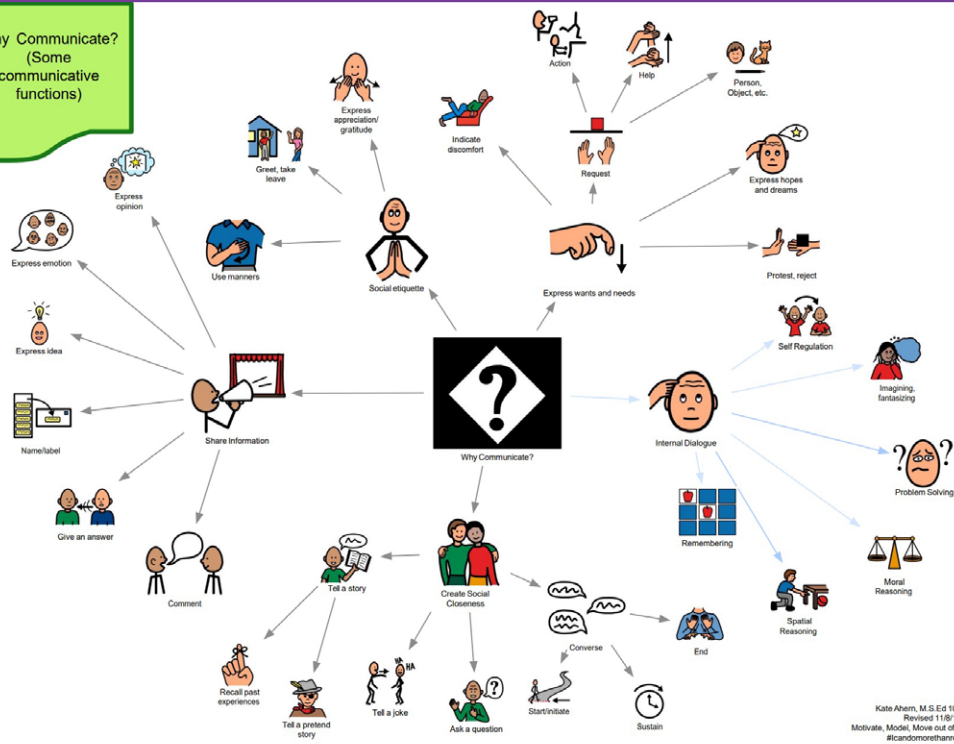 Communicate?
(Some
communicative
functions)
Action
Help
Person,
Object, etc.
Express
appreciation/
gratitude
Indicate
discomfort
Request
Greet, take
leave
Express hopes
and dreams
Express
opinion
Express emotion
Use manners
Social etiquette
Express wants and needs
Protest, reject
Express idea
Self Regulation
Imagining,
fantasizing
Name/label
Share Information
?
Why Communicate?
Internal Dialogue
? ?
Problem Solving
Give an answer
Remembering
Comment
Tell a story
Create Social
Closeness
Converse
End
Spatial
Reasoning
Moral
Reasoning
Recall past
experiences
Tell a pretend
story
HA
HA
Tell a joke
?
Ask a question
Start/initiate
Sustain
Kate Ahern, M.S.Ed
Revised 11/8/
Motivate, Model, Move out of